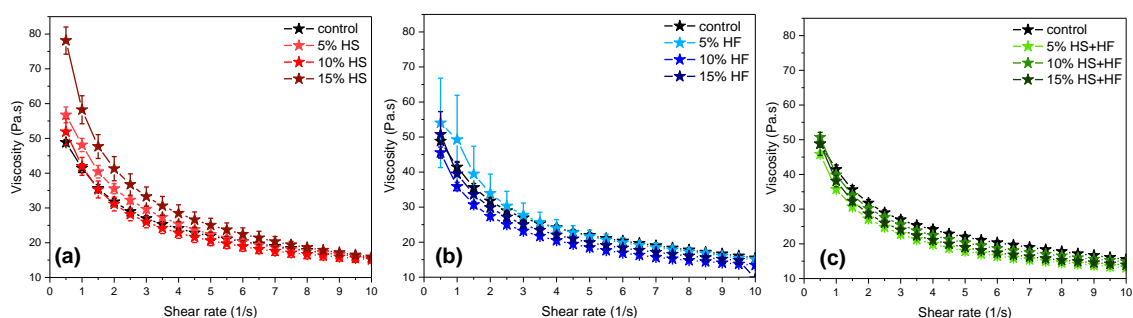 control
5% HS
10% HS
15% HS
80
70
60
50
40
30
20
10
Viscosity (Pa.s)
(a)
0 1 2 3 4 5 6 7 8 9 10
Shear rate (1/s)
control
5% HF
10% HF
15% HF
80
70
60
50
40
30
20
10
Viscosity (Pa.s)
(b)
0 1 2 3 4 5 6 7 8 9 10
Shear rate (1/s)
control
5% HS+HF
10% HS+HF
15% HS+HF
80
70
60
50
40
30
20
10
Viscosity (Pa.s)
(c)
0 1 2 3 4 5 6 7 8 9 10
Shear rate (1/s)